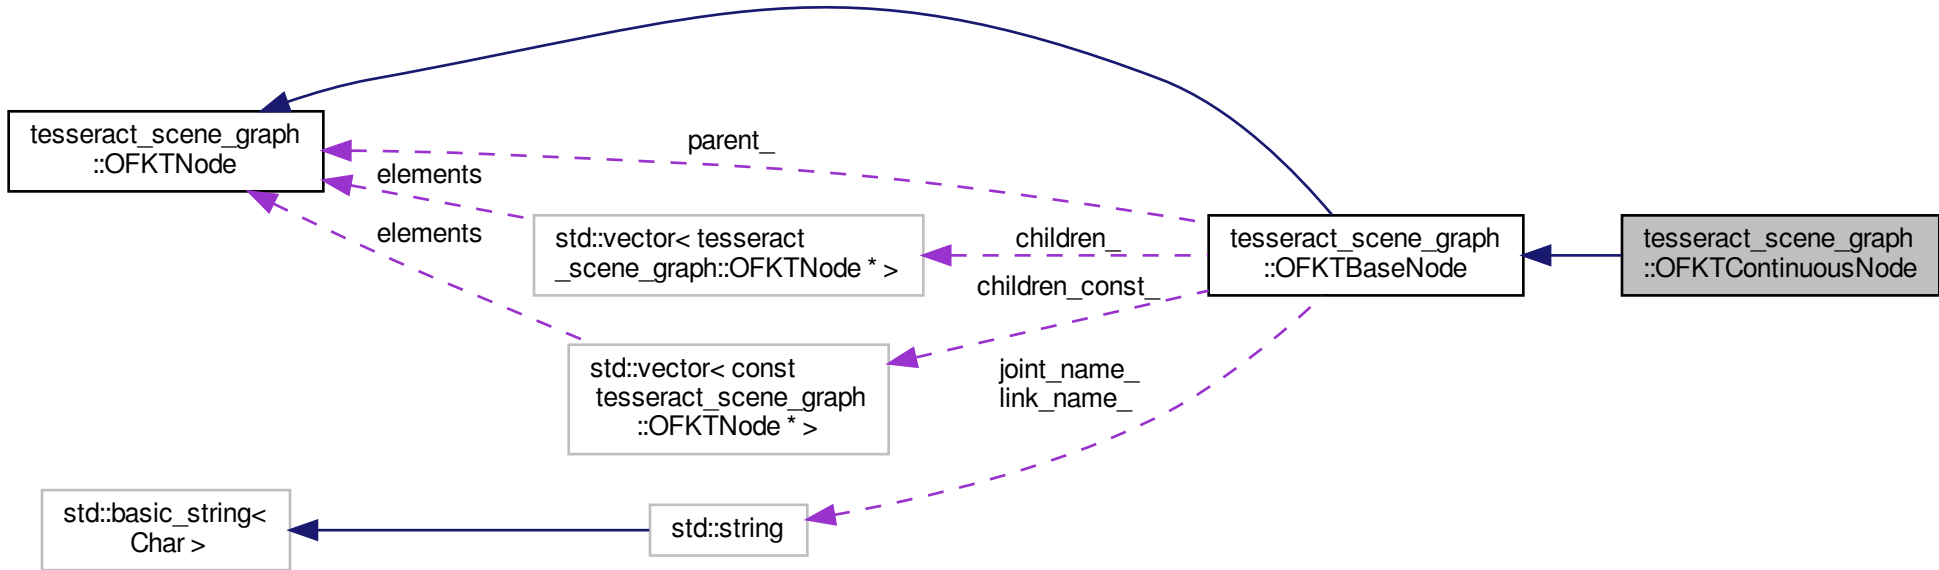 tesseract_scene_graph
::OFKTNode
parent_
elements
elements
std::vector< tesseract
_scene_graph::OFKTNode * >
children_
children_const_
tesseract_scene_graph
::OFKTBaseNode
tesseract_scene_graph
::OFKTContinuousNode
std::vector< const
tesseract_scene_graph
::OFKTNode * >
joint_name_
link_name_
std::basic_string<
Char >
std::string